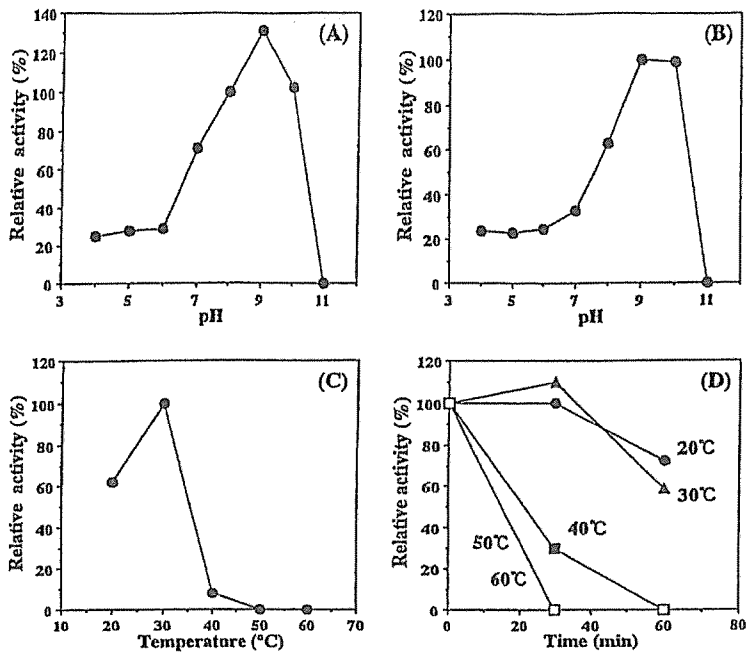 (A)
Relative activity (%)
140
120
100
80
60
40
20
0
3 5 7 9 11 13
pH
(B)
Relative activity (%)
120
100
80
60
40
20
0
3 5 7 9 11 13
pH
(C)
Relative activity (%)
120
100
80
60
40
20
0
10 20 30 40 50 60 70
Temperature (°C)
(D)
Relative activity (%)
120
100
80
60
40
20
0
20℃
30℃
40℃
50℃
60℃
0 20 40 60 80
Time (min)